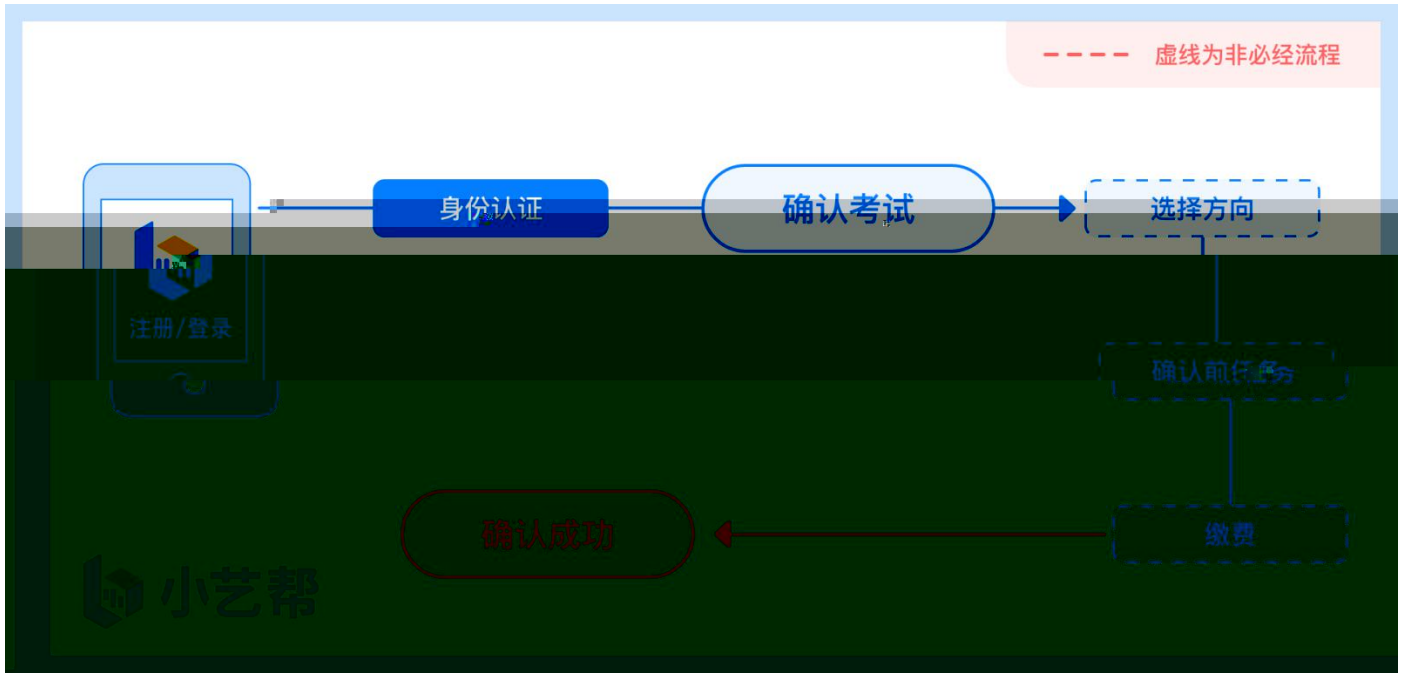 虚线为非必经流程
身份认证
确认考试
选择方向
注册/登录
确认前任务
缴费
确认成功
小艺帮